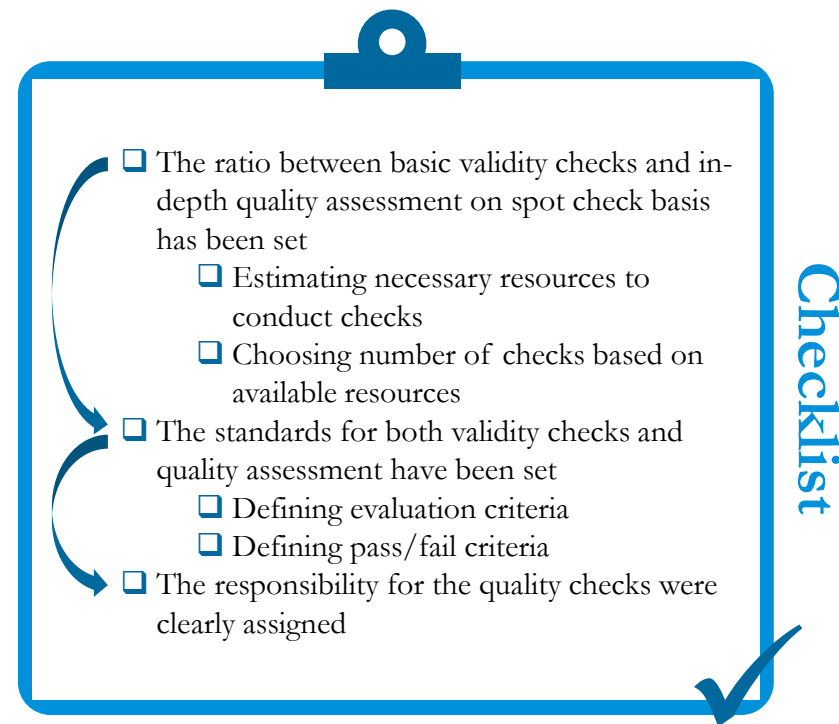 ❑ The ratio between basic validity checks and in-
depth quality assessment on spot check basis
has been set
❑ Estimating necessary resources to
conduct checks
❑ Choosing number of checks based on
available resources
❑ The standards for both validity checks and
quality assessment have been set
❑ Defining evaluation criteria
❑ Defining pass/fail criteria
❑ The responsibility for the quality checks were
clearly assigned
Checklist